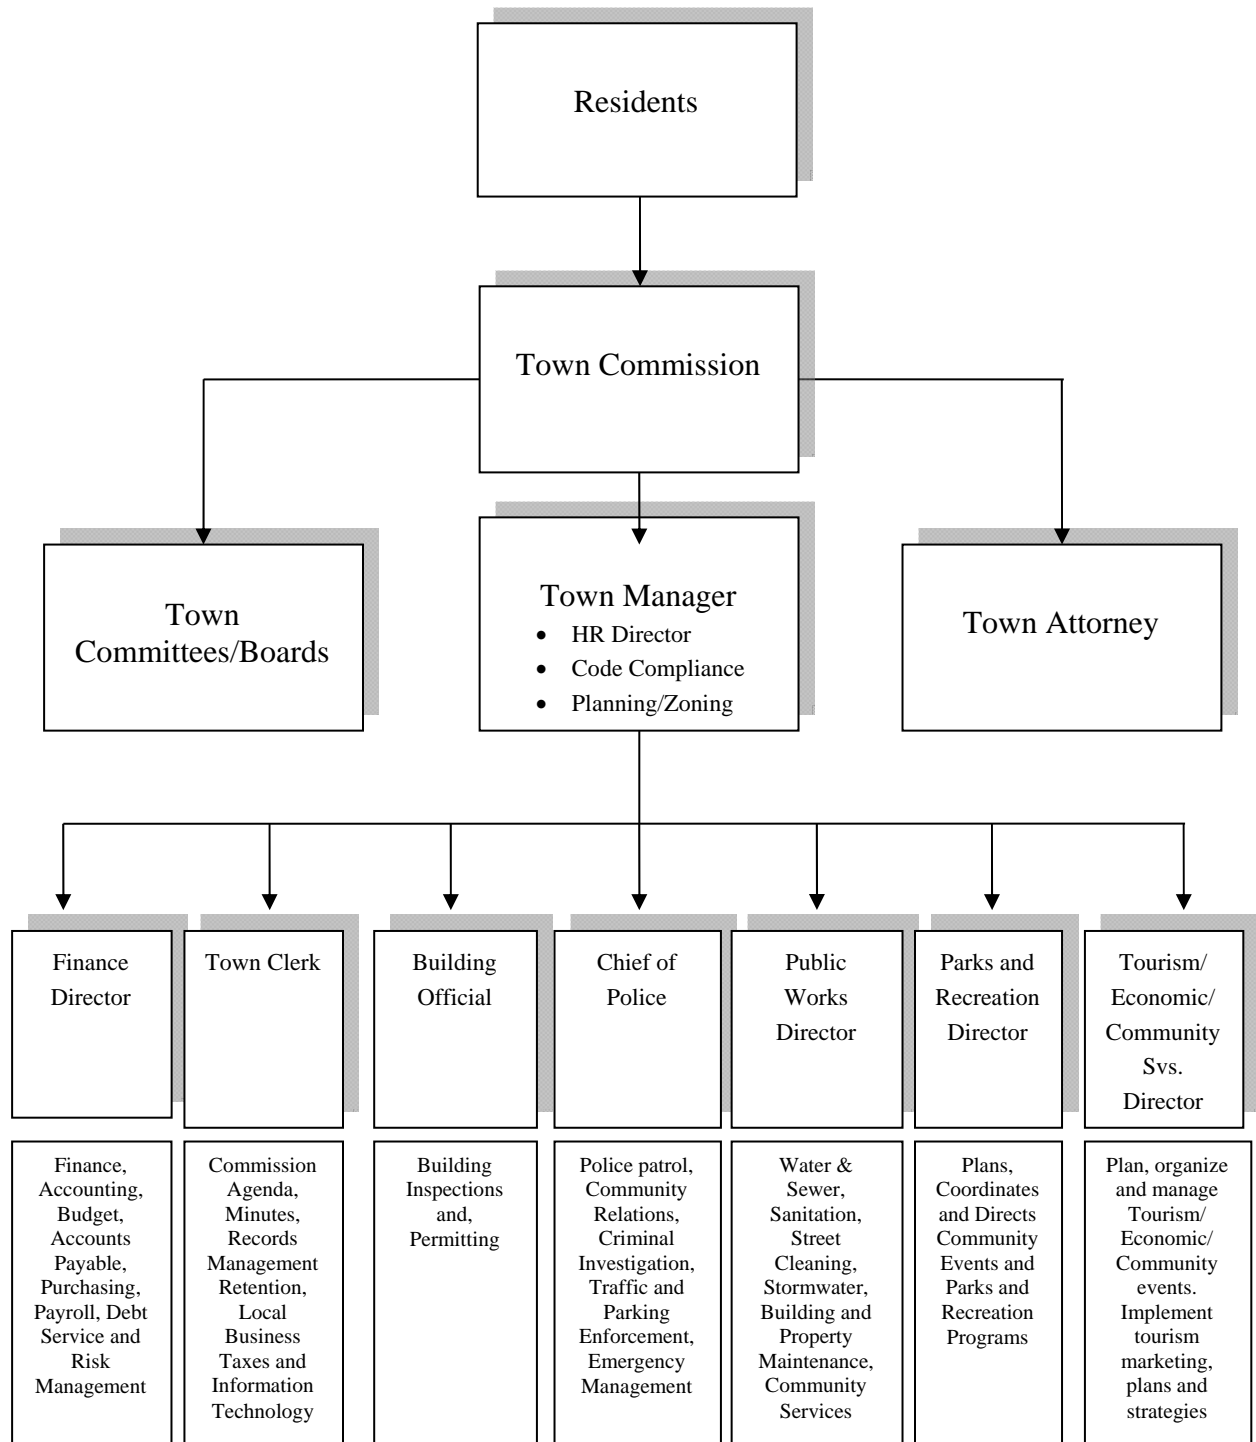 Residents
Town Commission
Town
Committees/Boards
Town Manager
• HR Director
• Code Compliance
• Planning/Zoning
Town Attorney
Finance
Director
Town Clerk
Building
Official
Chief of
Police
Public
Works
Director
Parks and
Recreation
Director
Tourism/
Economic/
Community
Svs.
Director
Finance,
Accounting,
Budget,
Accounts
Payable,
Purchasing,
Payroll, Debt
Service and
Risk
Management
Commission
Agenda,
Minutes,
Records
Management
Retention,
Local
Business
Taxes and
Information
Technology
Building
Inspections
and,
Permitting
Police patrol,
Community
Relations,
Criminal
Investigation,
Traffic and
Parking
Enforcement,
Emergency
Management
Water &
Sewer,
Sanitation,
Street
Cleaning,
Stormwater,
Building and
Property
Maintenance,
Community
Services
Plans,
Coordinates
and Directs
Community
Events and
Parks and
Recreation
Programs
Plan, organize
and manage
Tourism/
Economic/
Community
events.
Implement
tourism
marketing,
plans and
strategies